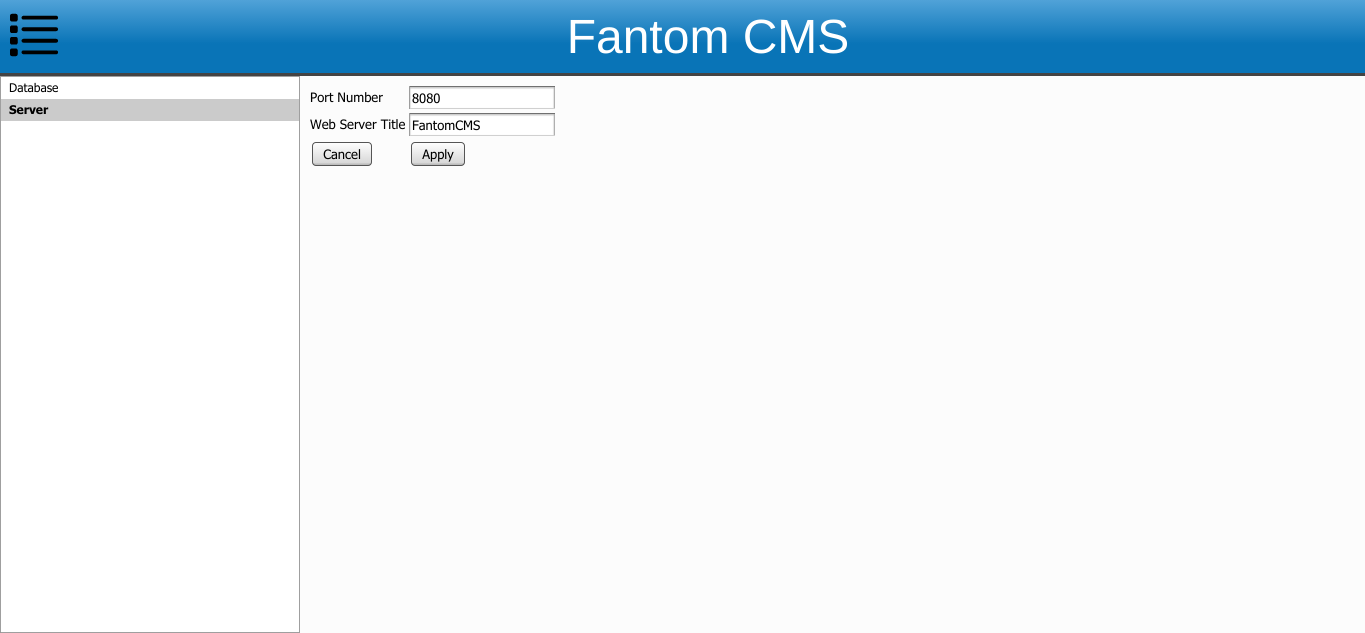 Fantom CMS
Database
Server
Port Number 8080
Web Server Title FantomCMS
Cancel Apply